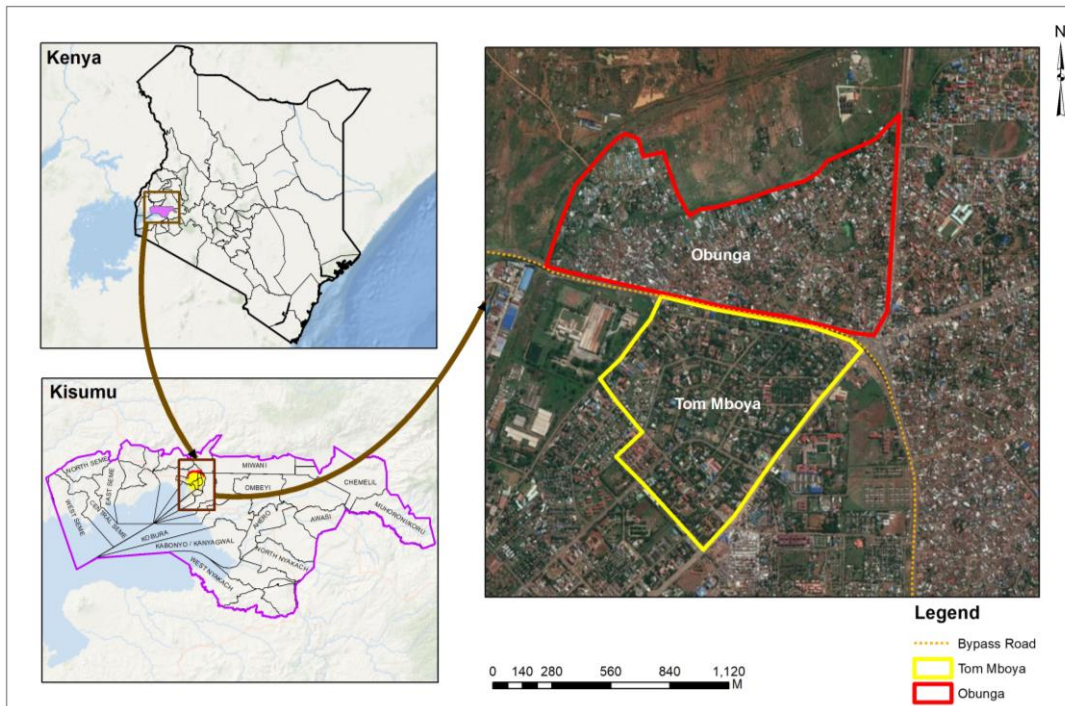 Kenya
N
S
Obunga
Tom Mboya
Kisumu
NORTH SEME
EAST SEME
WEST SEME
CENTRAL SEME
MIWANI
OMBEYI
CHEMELIL
MUHORONI/KORU
AHERO
AWASI
KOBURA
KABONYO / KANYAGWAL
NORTH NYAKACH
WEST NYAKACH
Legend
Bypass Road
Tom Mboya
Obunga
0 140 280 560 840 1,120
M